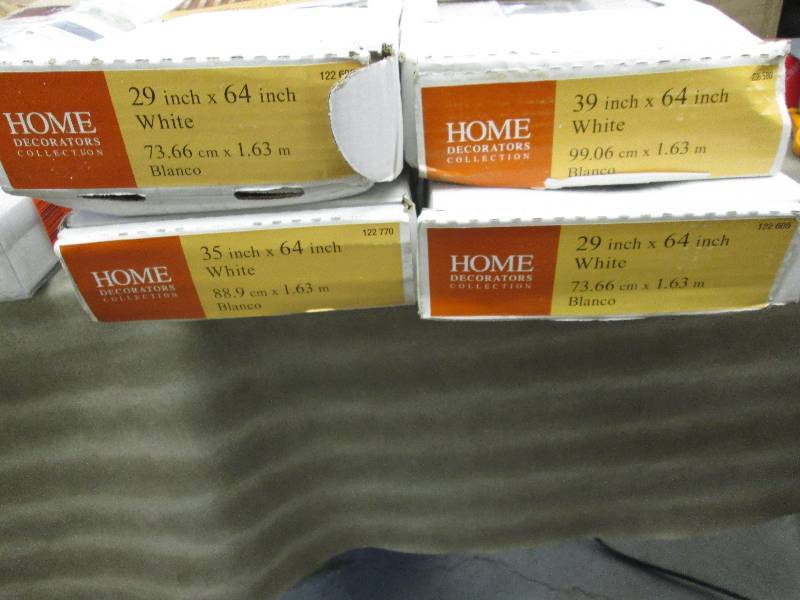 HOME
DECORATORS
COLLECTION
29 inch x 64 inch
White
73.66 cm x 1.63 m
Blanco
HOME
DECORATORS
COLLECTION
39 inch x 64 inch
White
99.06 cm x 1.63 m
Blanco
HOME
DECORATORS
COLLECTION
122 770
35 inch x 64 inch
White
88.9 cm x 1.63 m
Blanco
HOME
DECORATORS
COLLECTION
122 609
29 inch x 64 inch
White
73.66 cm x 1.63 m
Blanco